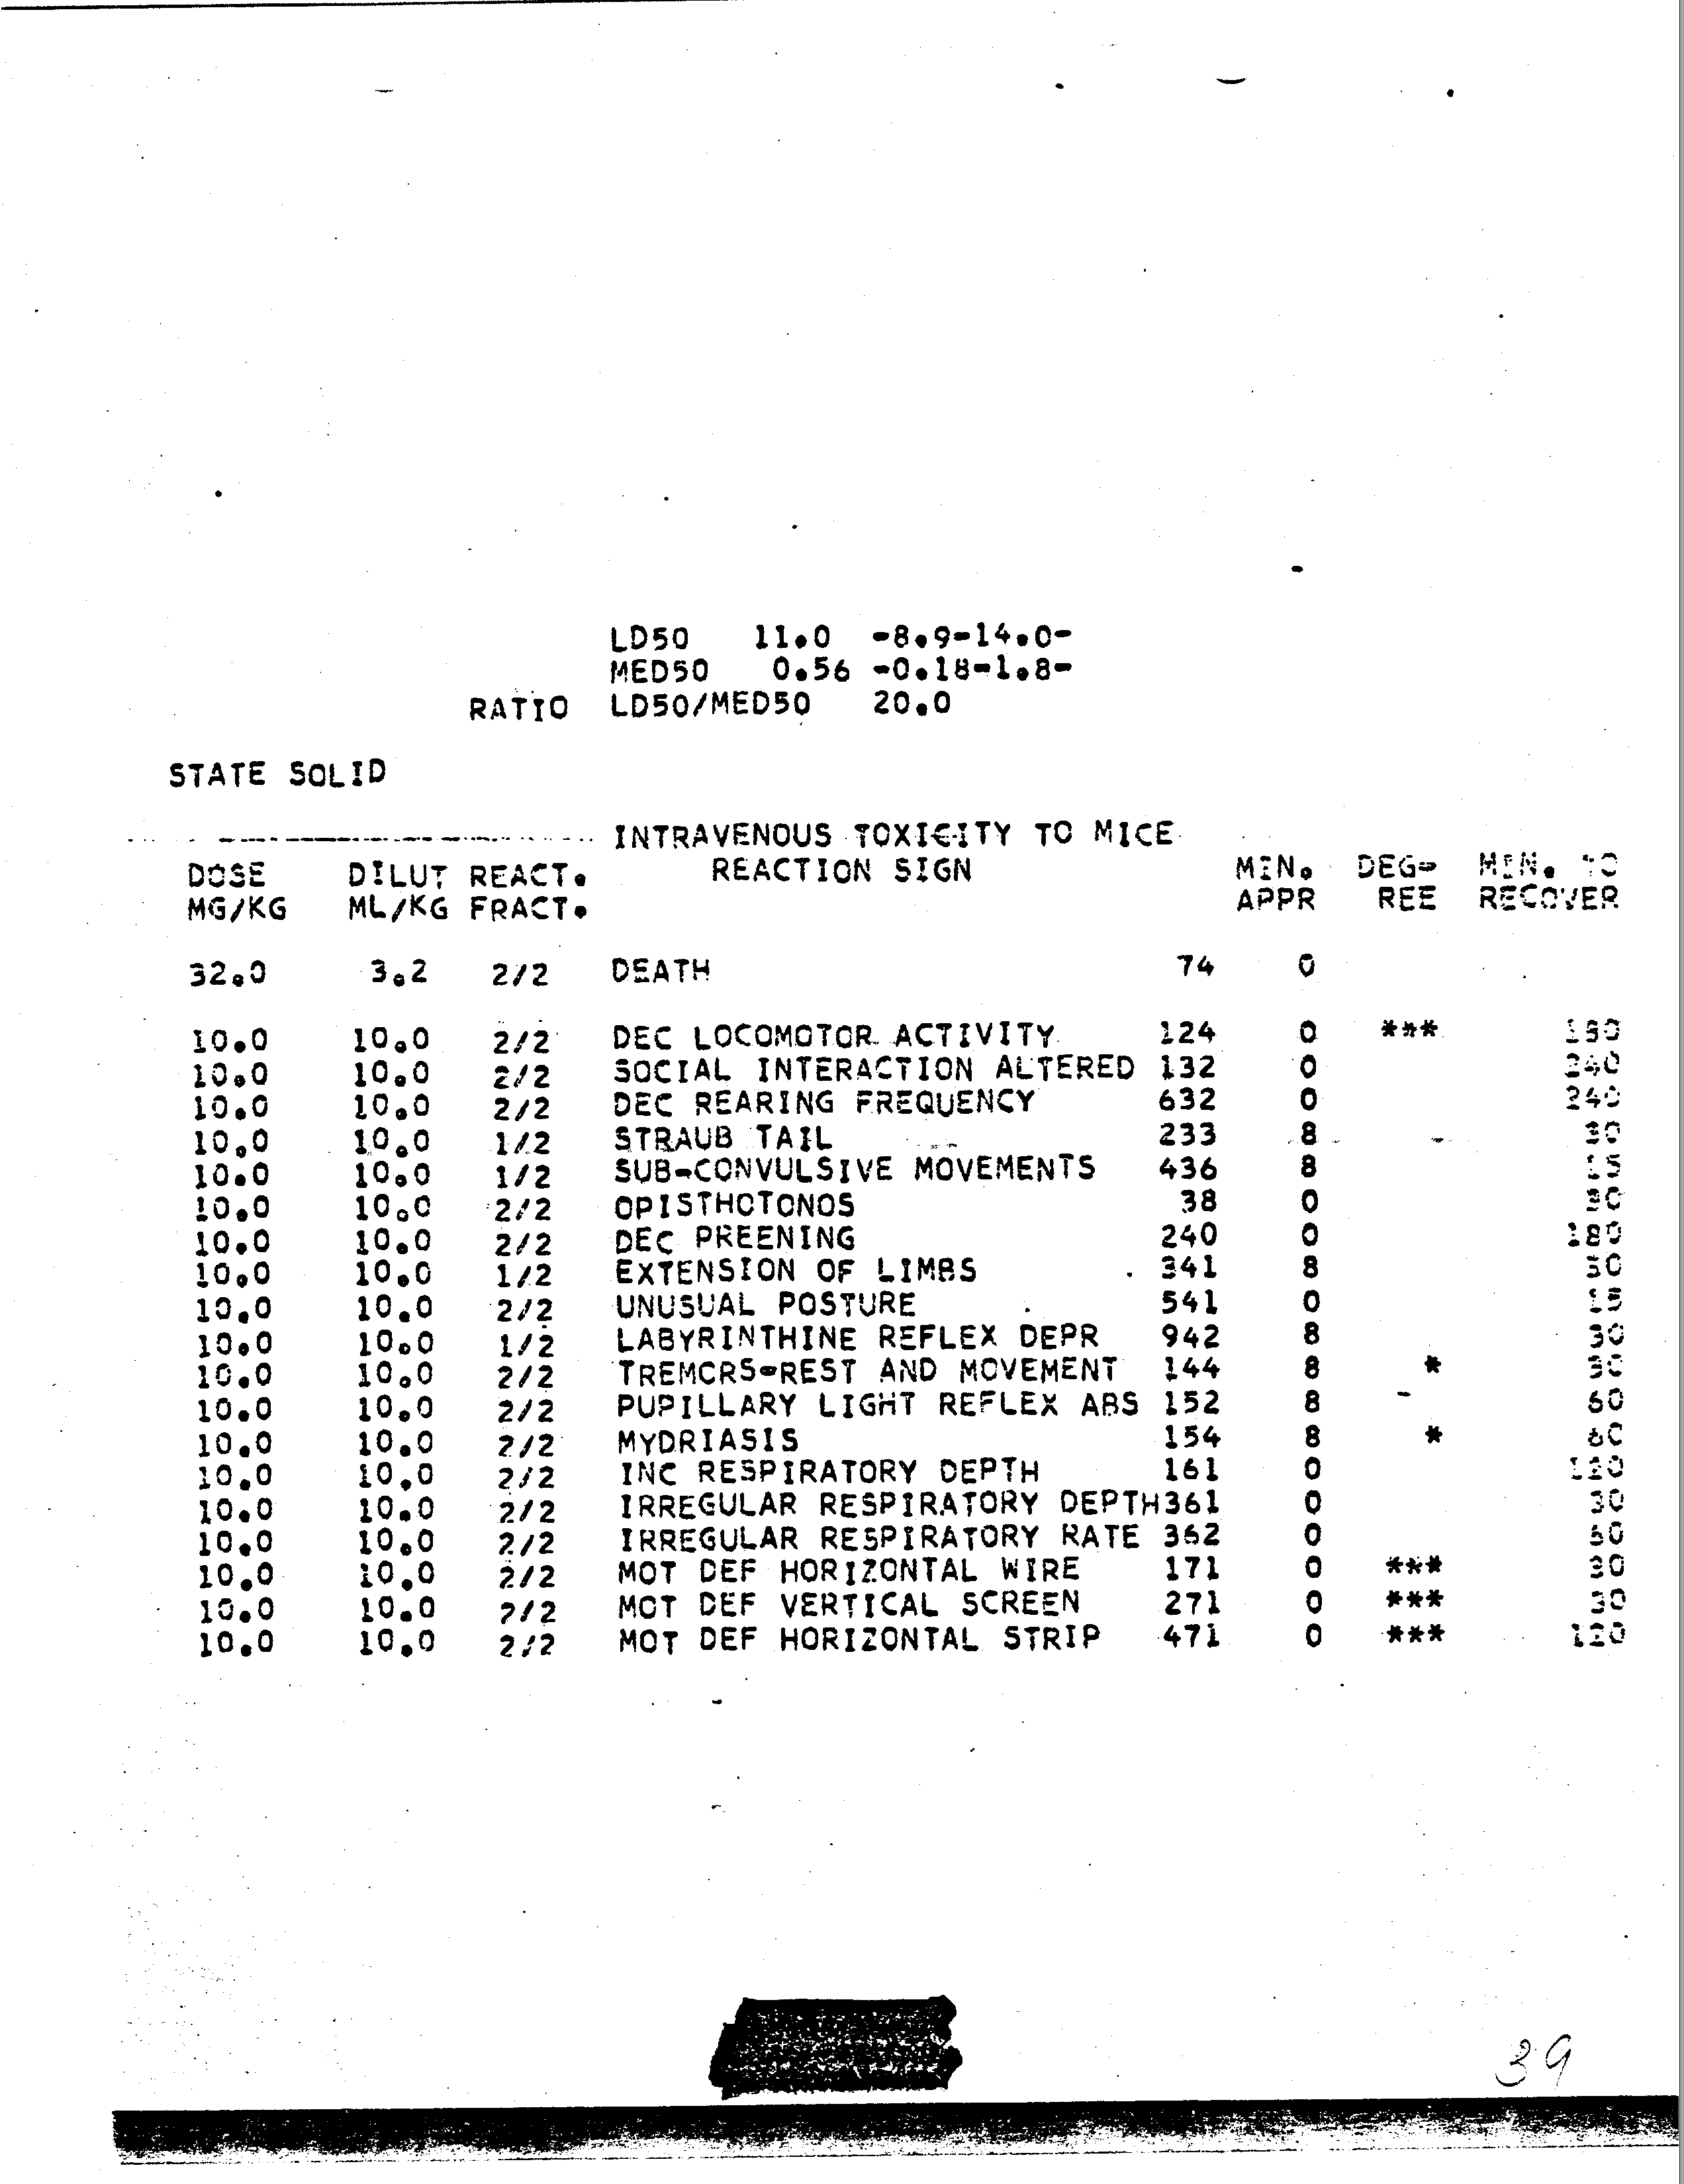 LD50 11.0 -8.9-14.0-
MED50 0.56 -0.18-1.8-
RATIO LD50/MED50 20.0
STATE SOLID
INTRAVENOUS TOXICITY TO MICE
DOSE DILUT REACT. REACTION SIGN MIN. DEG- MIN. TO
MG/KG ML/KG FRACT. APPR REE RECOVER
32.0 3.2 2/2 DEATH 74 0
10.0 10.0 2/2 DEC LOCOMOTOR ACTIVITY 124 0 *** 180
10.0 10.0 2/2 SOCIAL INTERACTION ALTERED 132 0 240
10.0 10.0 2/2 DEC REARING FREQUENCY 632 0 240
10.0 10.0 1/2 STRAUB TAIL 233 8 30
10.0 10.0 1/2 SUB-CONVULSIVE MOVEMENTS 436 8 15
10.0 10.0 2/2 OPISTHOTONOS 38 0
10.0 10.0 2/2 DEC PREENING 240 0 180
10.0 10.0 1/2 EXTENSION OF LIMBS 341 8
10.0 10.0 2/2 UNUSUAL POSTURE 541 0 15
10.0 10.0 1/2 LABYRINTHINE REFLEX DEPR 942 8 30
10.0 10.0 2/2 TREMORS-REST AND MOVEMENT 144 8 *
10.0 10.0 2/2 PUPILLARY LIGHT REFLEX ABS 152 8 60
10.0 10.0 2/2 MYDRIASIS 154 8 * 60
10.0 10.0 2/2 INC RESPIRATORY DEPTH 161 0 120
10.0 10.0 2/2 IRREGULAR RESPIRATORY DEPTH361 0 30
10.0 10.0 2/2 IRREGULAR RESPIRATORY RATE 362 0
10.0 10.0 2/2 MOT DEF HORIZONTAL WIRE 171 0 *** 30
10.0 10.0 2/2 MOT DEF VERTICAL SCREEN 271 0 *** 30
10.0 10.0 2/2 MOT DEF HORIZONTAL STRIP 471 0 *** 120
39